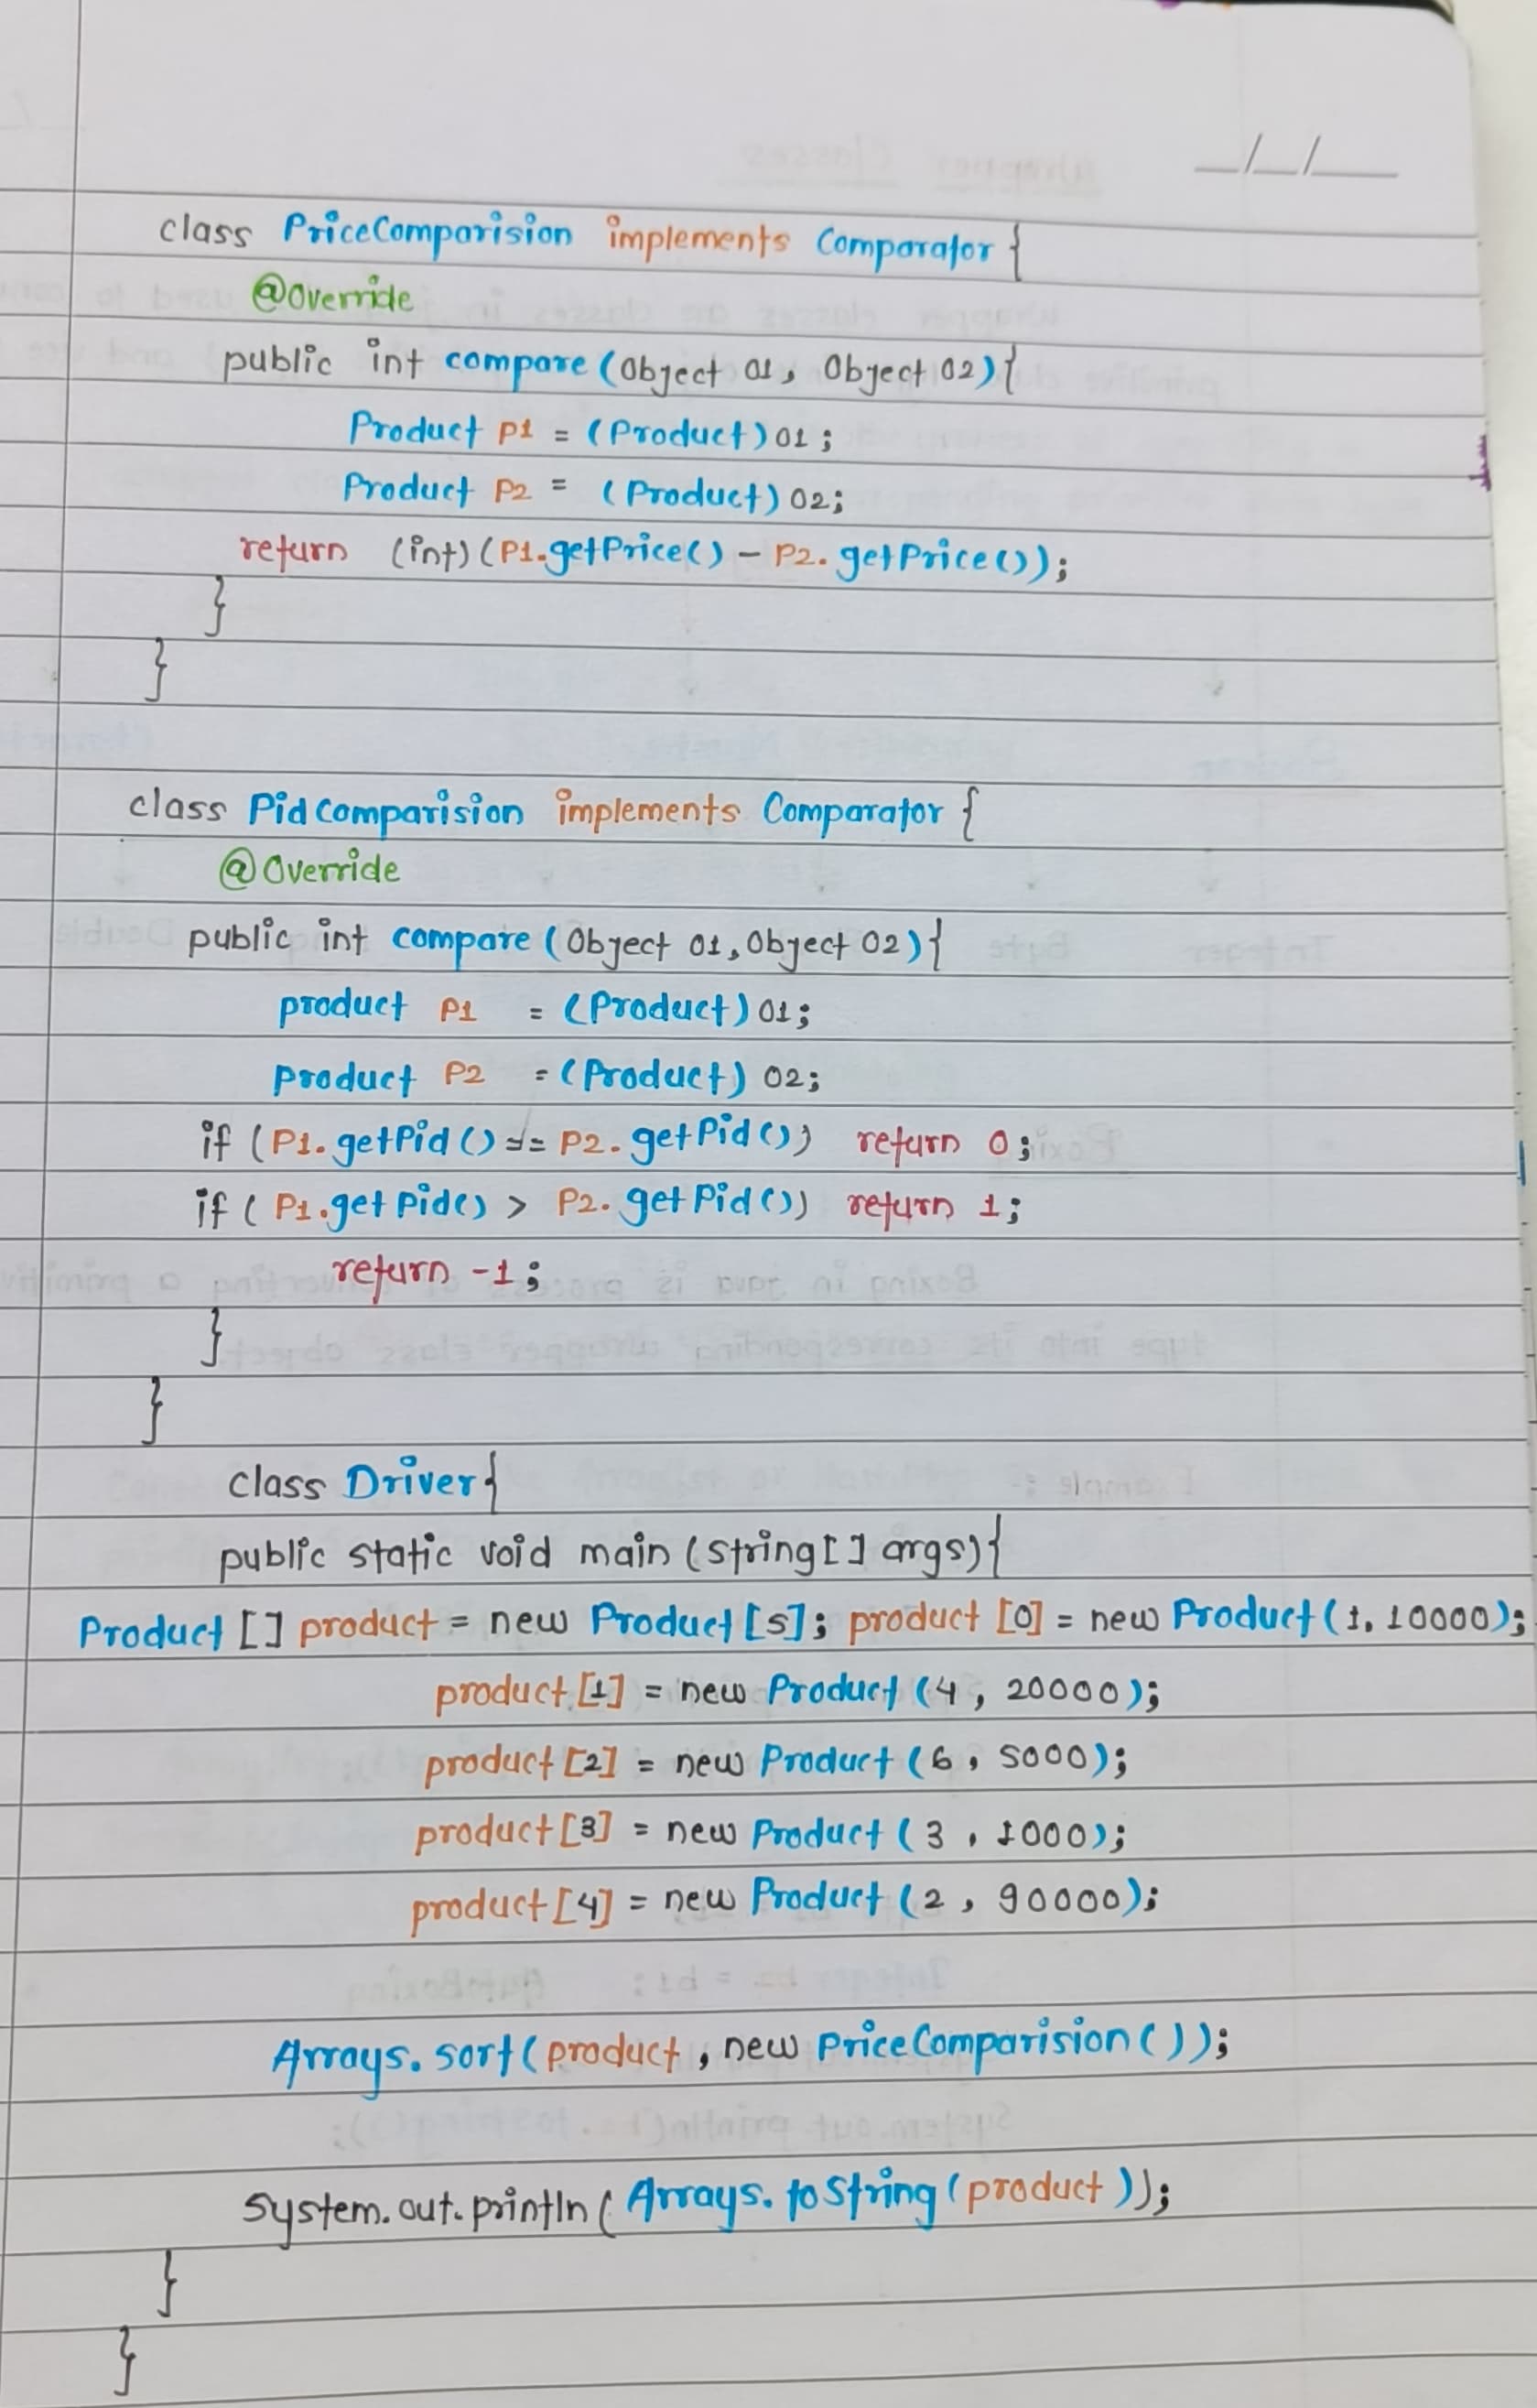 __/__/____
class PriceComparision implements Comparator {
@Override
public int compare (Object o1, Object o2){
Product P1 = (Product) o1;
Product P2 = (Product) o2;
return (int) (P1.getPrice() - P2.getPrice());
}
}
class PidComparision implements Comparator {
@Override
public int compare (Object o1, Object o2){
product P1 = (Product) o1;
product P2 = (Product) o2;
if (P1.getPid() == P2.getPid()) return 0;
if (P1.getPid() > P2.getPid()) return 1;
return -1;
}
}
class Driver{
public static void main (string[] args){
Product [] product = new Product [5]; product [0] = new Product (1, 10000);
product [1] = new Product (4, 20000);
product [2] = new Product (6, 5000);
product [3] = new Product (3, 1000);
product [4] = new Product (2, 90000);
Arrays.sort( product, new PriceComparision());
System.out.println( Arrays.toString (product));
}
}